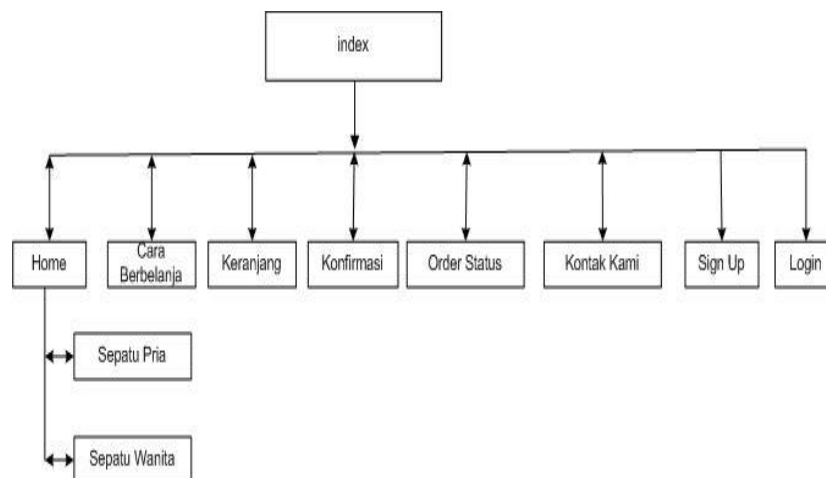 index
Home
Cara
Berbelanja
Keranjang
Konfirmasi
Order Status
Kontak Kami
Sign Up
Login
Sepatu Pria
Sepatu Wanita